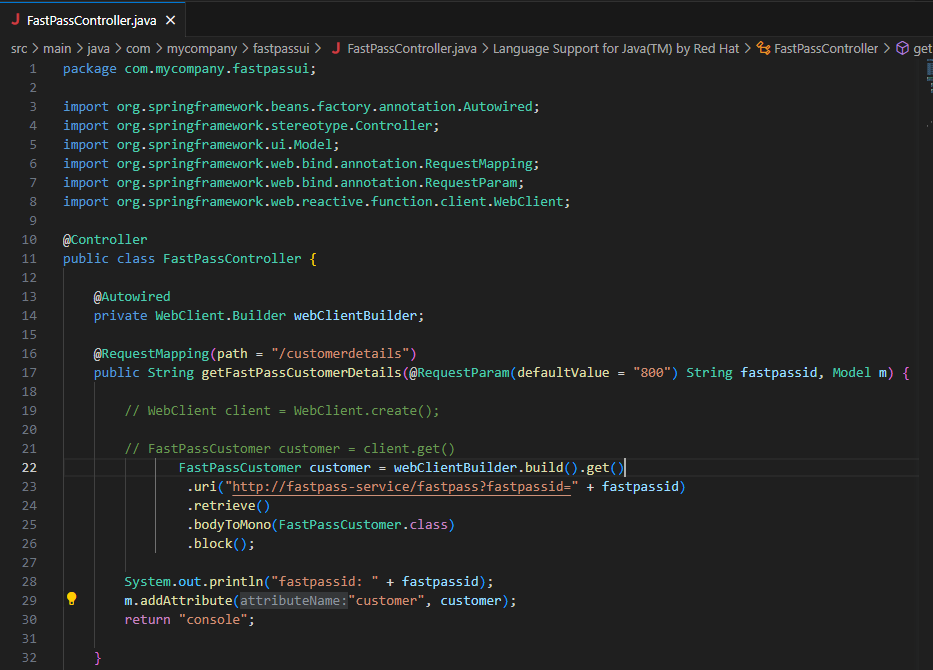 J FastPassController.java ×
src > main > java > com > mycompany > fastpassui > J FastPassController.java > Language Support for Java(TM) by Red Hat > FastPassController > get
1 package com.mycompany.fastpassui;
2
3 import org.springframework.beans.factory.annotation.Autowired;
4 import org.springframework.stereotype.Controller;
5 import org.springframework.ui.Model;
6 import org.springframework.web.bind.annotation.RequestMapping;
7 import org.springframework.web.bind.annotation.RequestParam;
8 import org.springframework.web.reactive.function.client.WebClient;
9
10 @Controller
11 public class FastPassController {
12
13 @Autowired
14 private WebClient.Builder webClientBuilder;
15
16 @RequestMapping(path = "/customerdetails")
17 public String getFastPassCustomerDetails(@RequestParam(defaultValue = "800") String fastpassid, Model m) {
18
19 // WebClient client = WebClient.create();
20
21 // FastPassCustomer customer = client.get()
22 FastPassCustomer customer = webClientBuilder.build().get()
23 .uri("http://fastpass-service/fastpass?fastpassid=" + fastpassid)
24 .retrieve()
25 .bodyToMono(FastPassCustomer.class)
26 .block();
27
28 System.out.println("fastpassid: " + fastpassid);
29 m.addAttribute(attributeName:"customer", customer);
30 return "console";
31
32 }